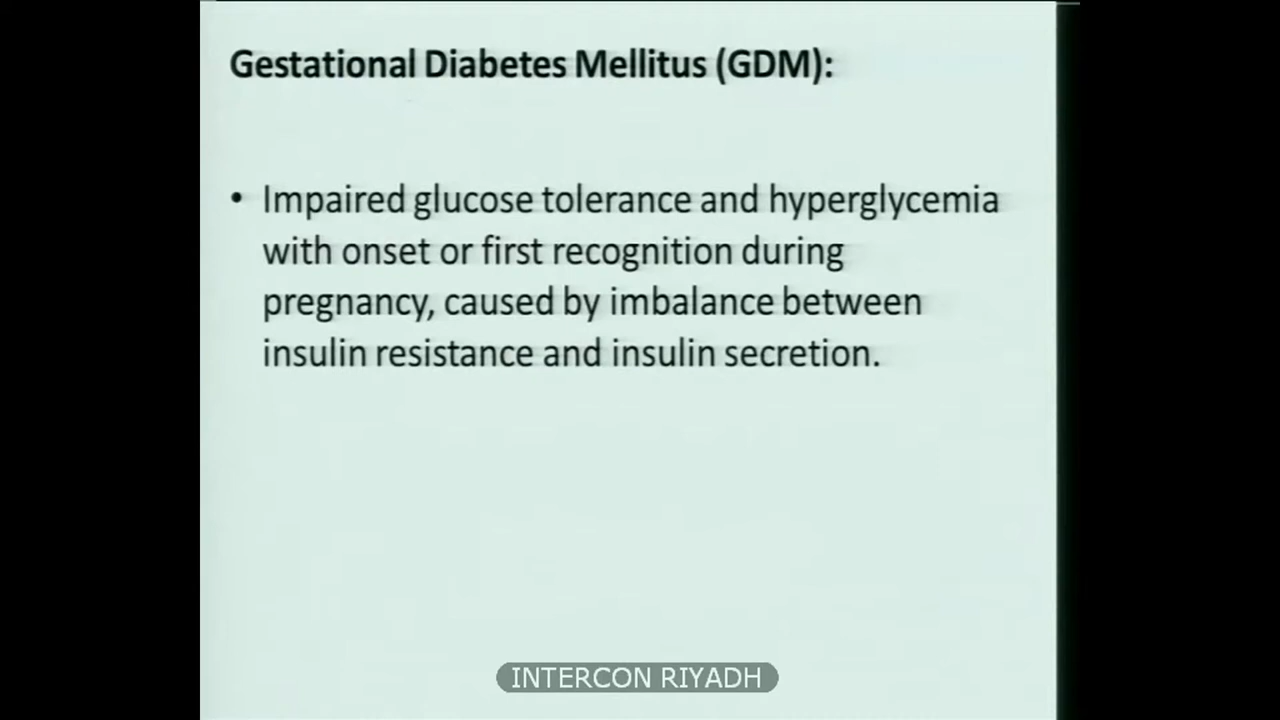 Gestational Diabetes Mellitus (GDM):
• Impaired glucose tolerance and hyperglycemia
with onset or first recognition during
pregnancy, caused by imbalance between
insulin resistance and insulin secretion.
INTERCON RIYADH